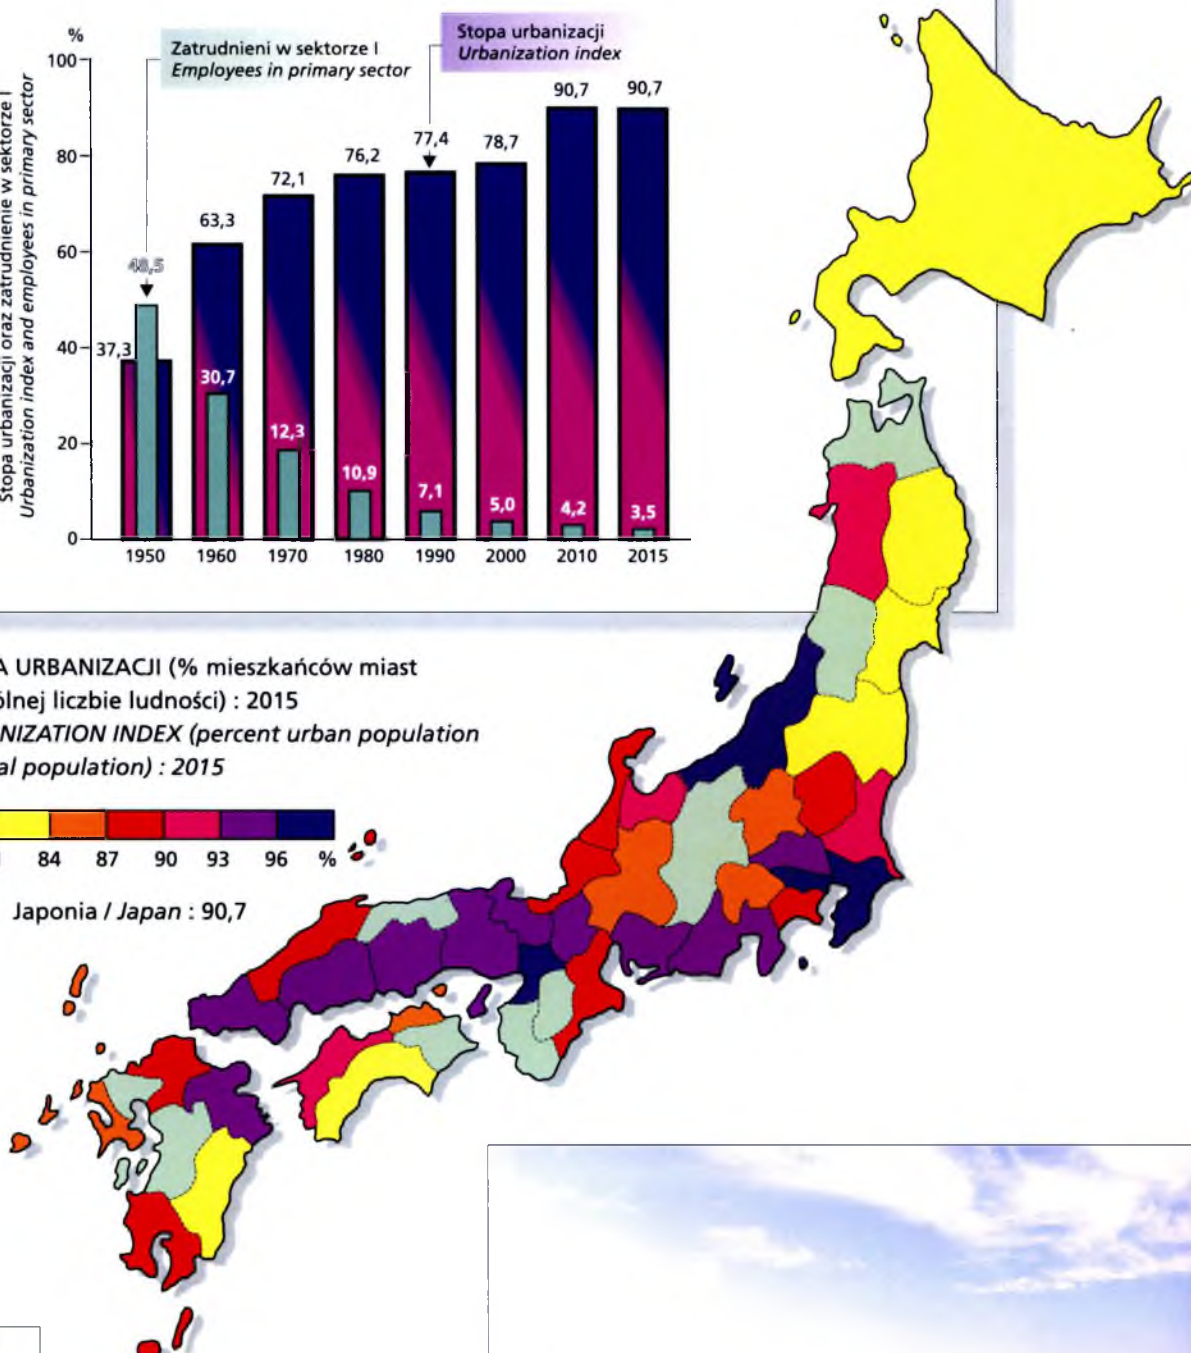 %
Zatrudnieni w sektorze I
Employees in primary sector
Stopa urbanizacji
Urbanization index
Stopa urbanizacji oraz zatrudnienie w sektorze I
Urbanization index and employees in primary sector
100
80
60
40
20
0
37,3
48,5
63,3
30,7
72,1
12,3
76,2
10,9
77,4
7,1
78,7
5,0
90,7
4,2
90,7
3,5
1950 1960 1970 1980 1990 2000 2010 2015
A URBANIZACJI (% mieszkańców miast
ólnej liczbie ludności) : 2015
NIZATION INDEX (percent urban population
al population) : 2015
84 87 90 93 96 %
Japonia / Japan : 90,7